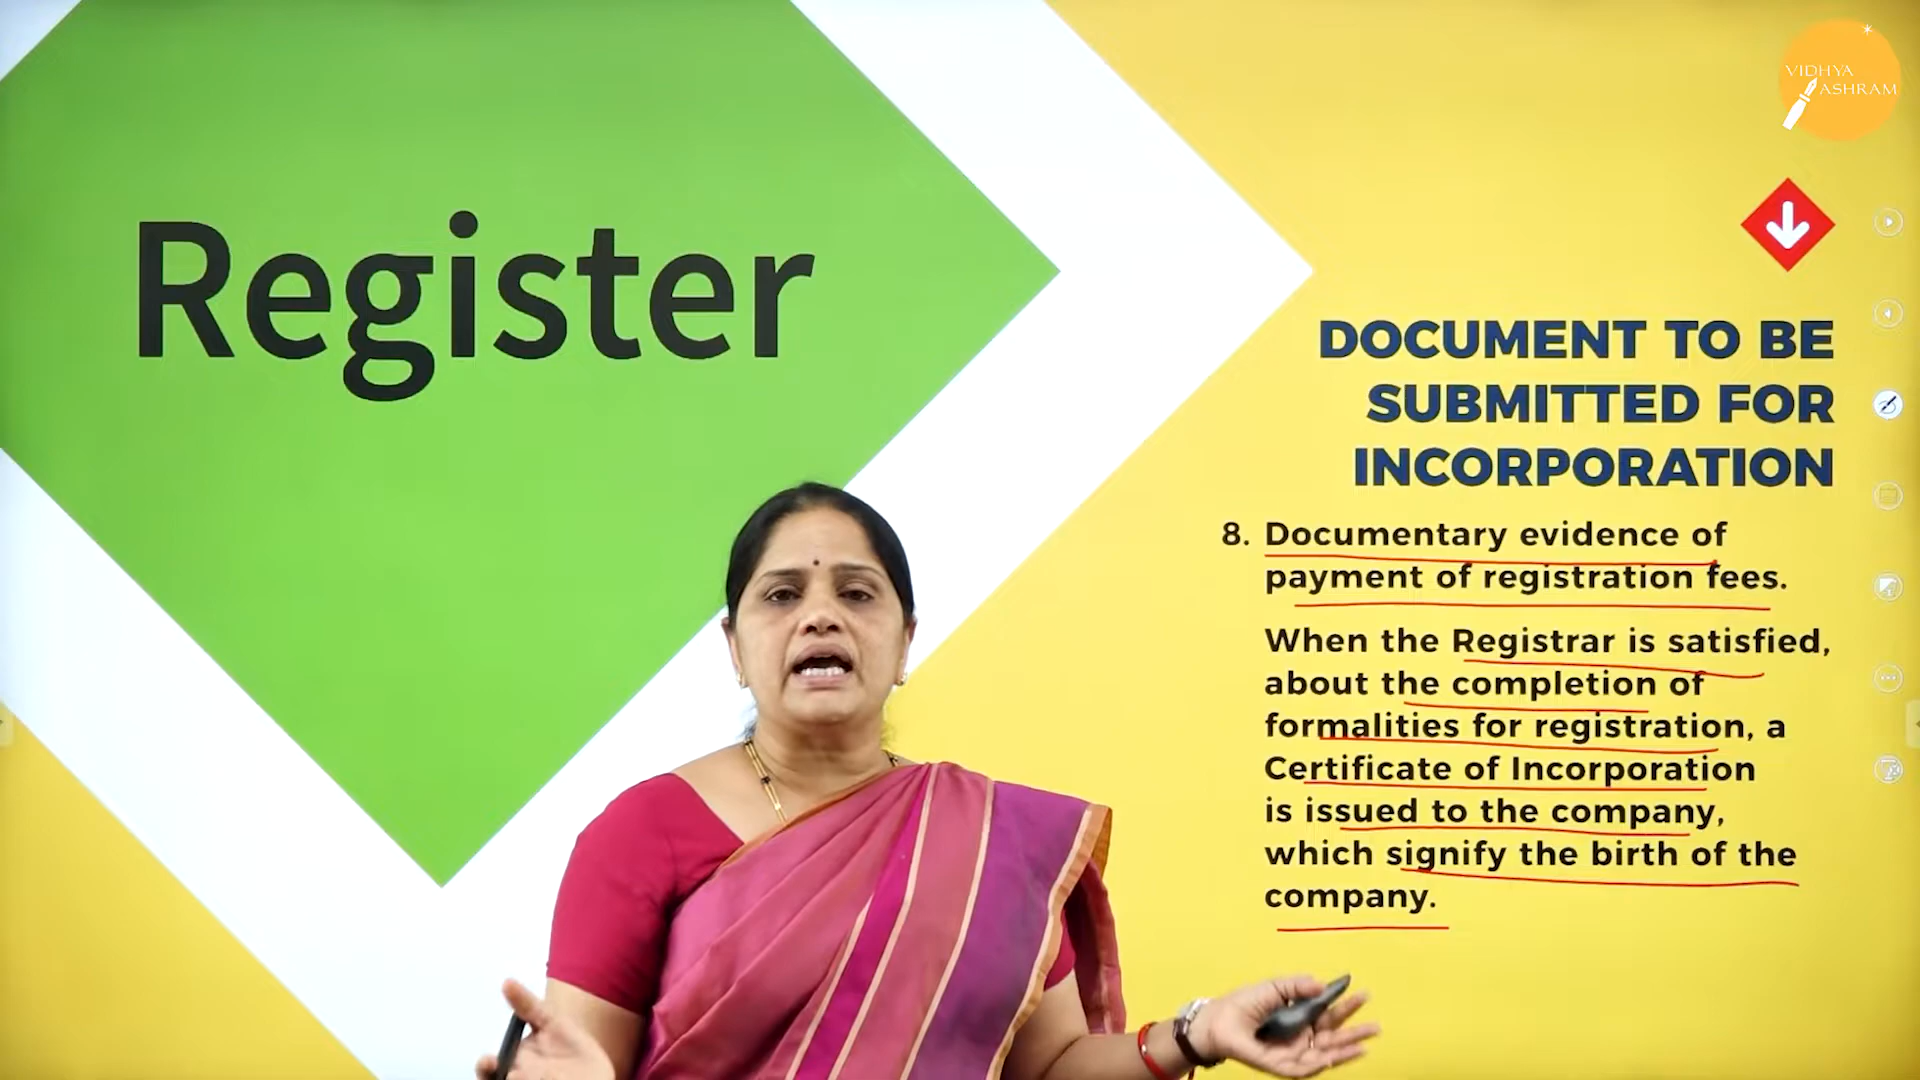 VIDHYA
ASHRAM
Register
DOCUMENT TO BE
SUBMITTED FOR
INCORPORATION
8. Documentary evidence of
payment of registration fees.
When the Registrar is satisfied,
about the completion of
formalities for registration, a
Certificate of Incorporation
is issued to the company,
which signify the birth of the
company.